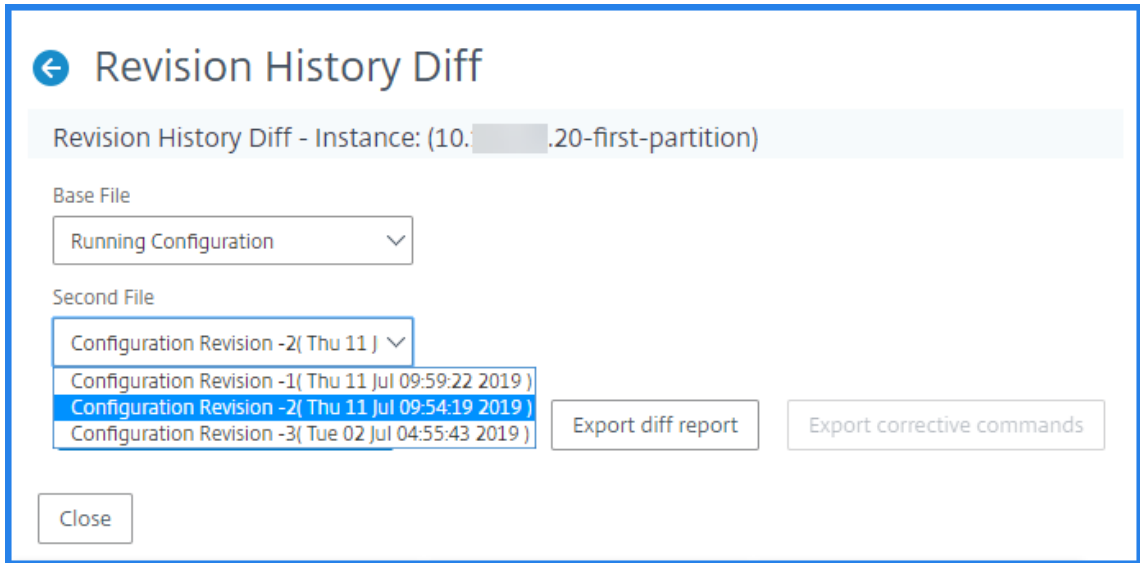 Revision History Diff
Revision History Diff - Instance: (10. .20-first-partition)
Base File
Running Configuration
Second File
Configuration Revision -2( Thu 11 J
Configuration Revision -1( Thu 11 Jul 09:59:22 2019 )
Configuration Revision -2( Thu 11 Jul 09:54:19 2019 )
Configuration Revision -3( Tue 02 Jul 04:55:43 2019 )
Export diff report
Export corrective commands
Close